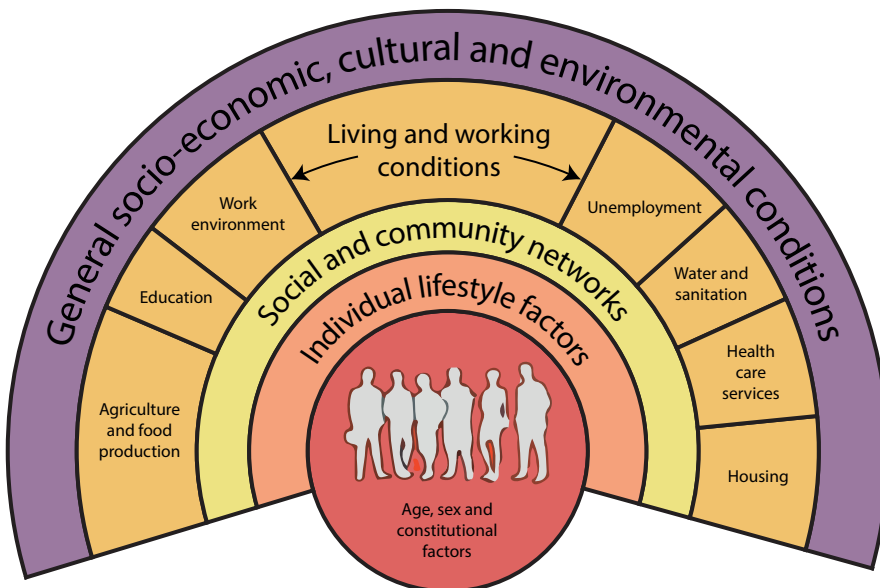 General socio-economic, cultural and environmental conditions
Living and working
conditions
Work
environment
Unemployment
Education
Water and
sanitation
Agriculture
and food
production
Health
care
services
Housing
Social and community networks
Individual lifestyle factors
Age, sex and
constitutional
factors